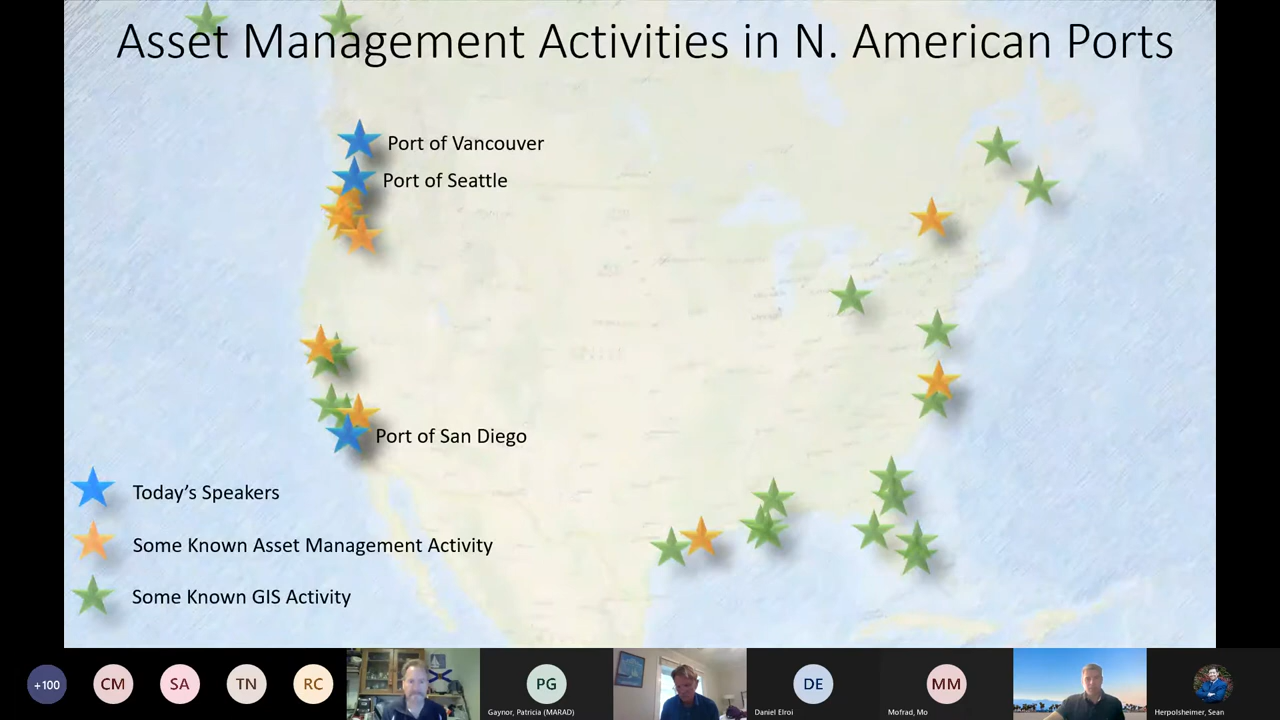 Asset Management Activities in N. American Ports
Port of Vancouver
Port of Seattle
Port of San Diego
Today's Speakers
Some Known Asset Management Activity
Some Known GIS Activity
+100
CM
SA
TN
RC
PG
Gaynor, Patricia (MARAD)
DE
Daniel Elroi
MM
Mofrad, Mo
Herpolsheimer, Sean